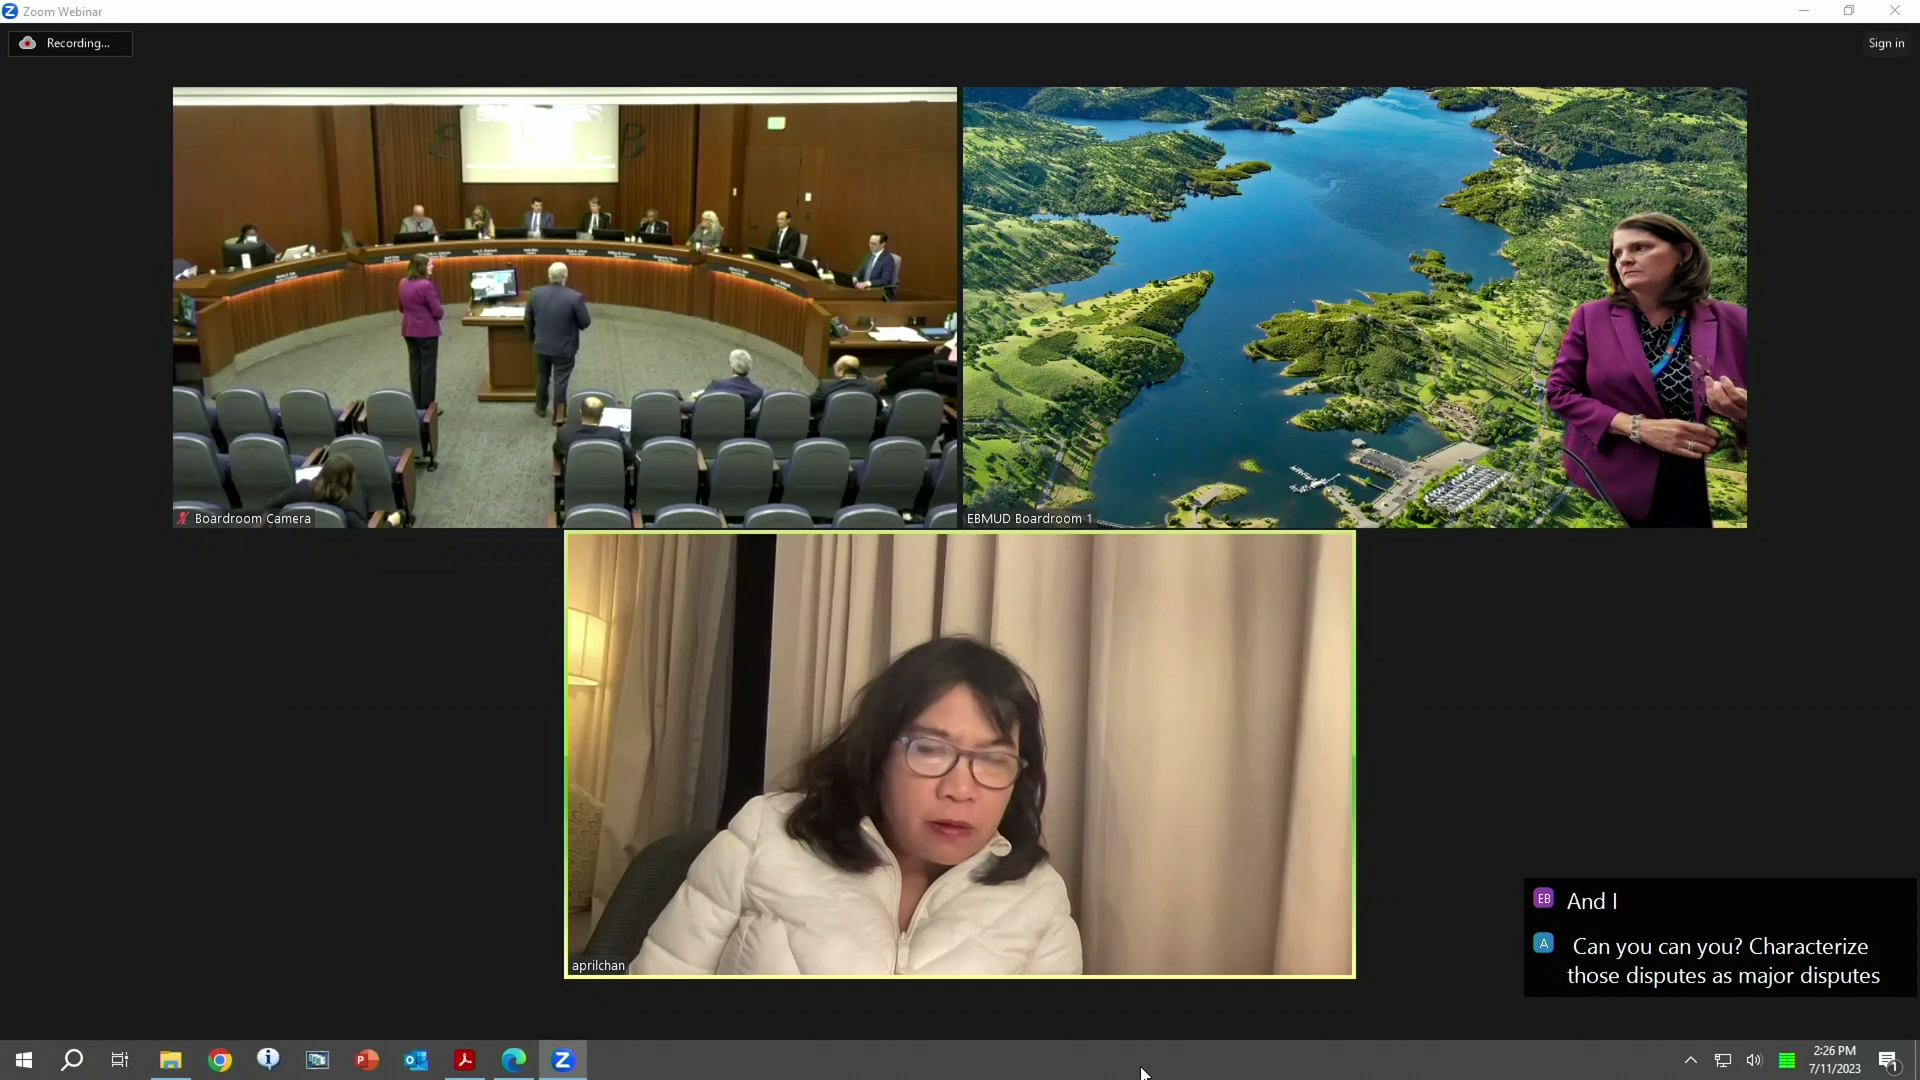 Zoom Webinar
Recording...
Sign in
Boardroom Camera
EBMUD Boardroom 1
aprilchan
EB And I
A Can you can you? Characterize
those disputes as major disputes
2:26 PM
7/11/2023
1